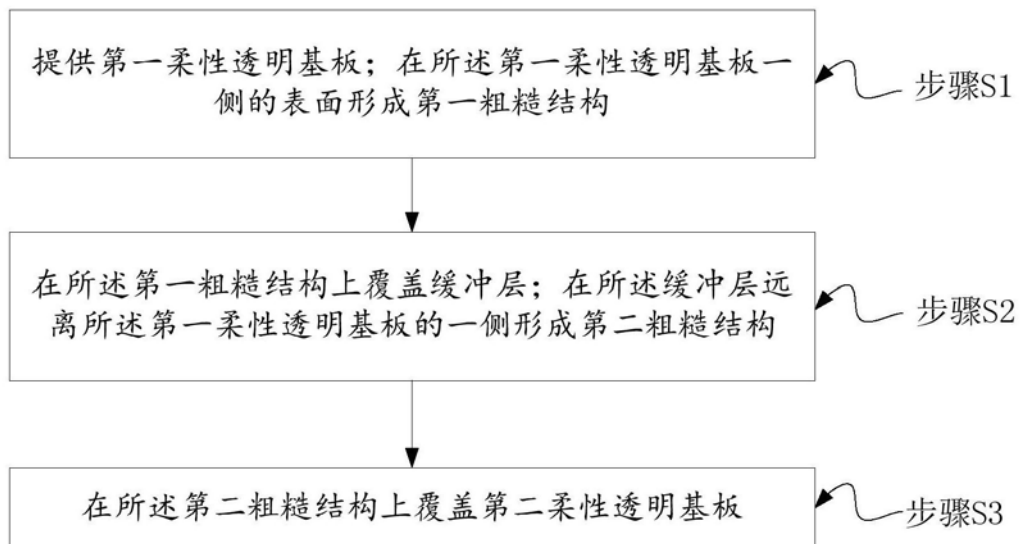 提供第一柔性透明基板；在所述第一柔性透明基板一
侧的表面形成第一粗糙结构
步骤S1
在所述第一粗糙结构上覆盖缓冲层；在所述缓冲层远
离所述第一柔性透明基板的一侧形成第二粗糙结构
步骤S2
在所述第二粗糙结构上覆盖第二柔性透明基板
步骤S3